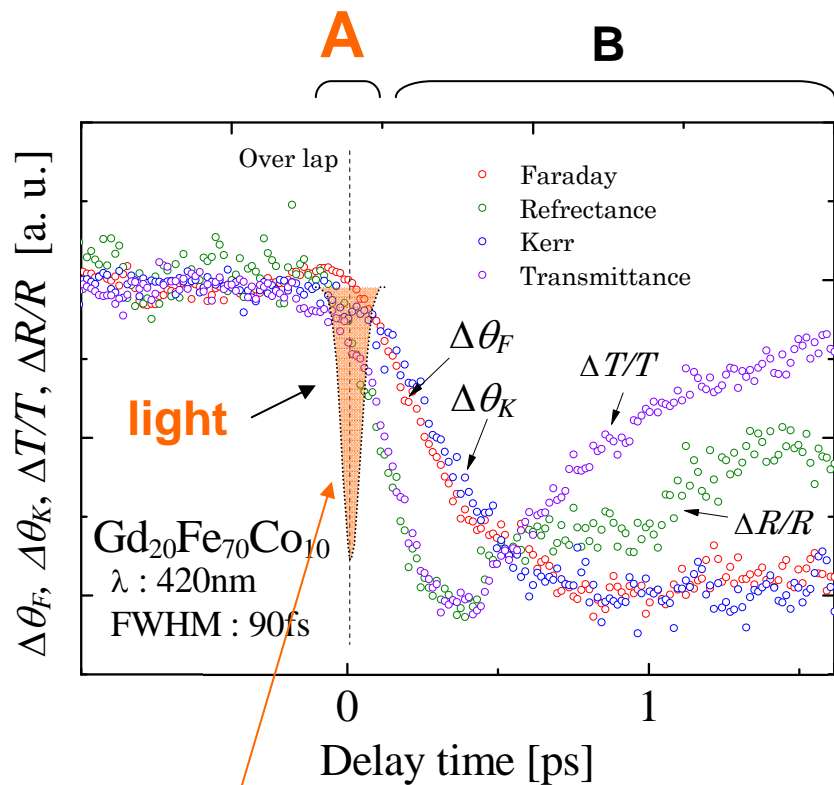 A
B
Over lap
Faraday
Refrectance
Kerr
Transmittance
ΔθF, ΔθK, ΔT/T, ΔR/R [a. u.]
ΔθF
ΔT/T
ΔθK
light
ΔR/R
Gd20Fe70Co10
λ : 420nm
FWHM : 90fs
0
1
Delay time [ps]